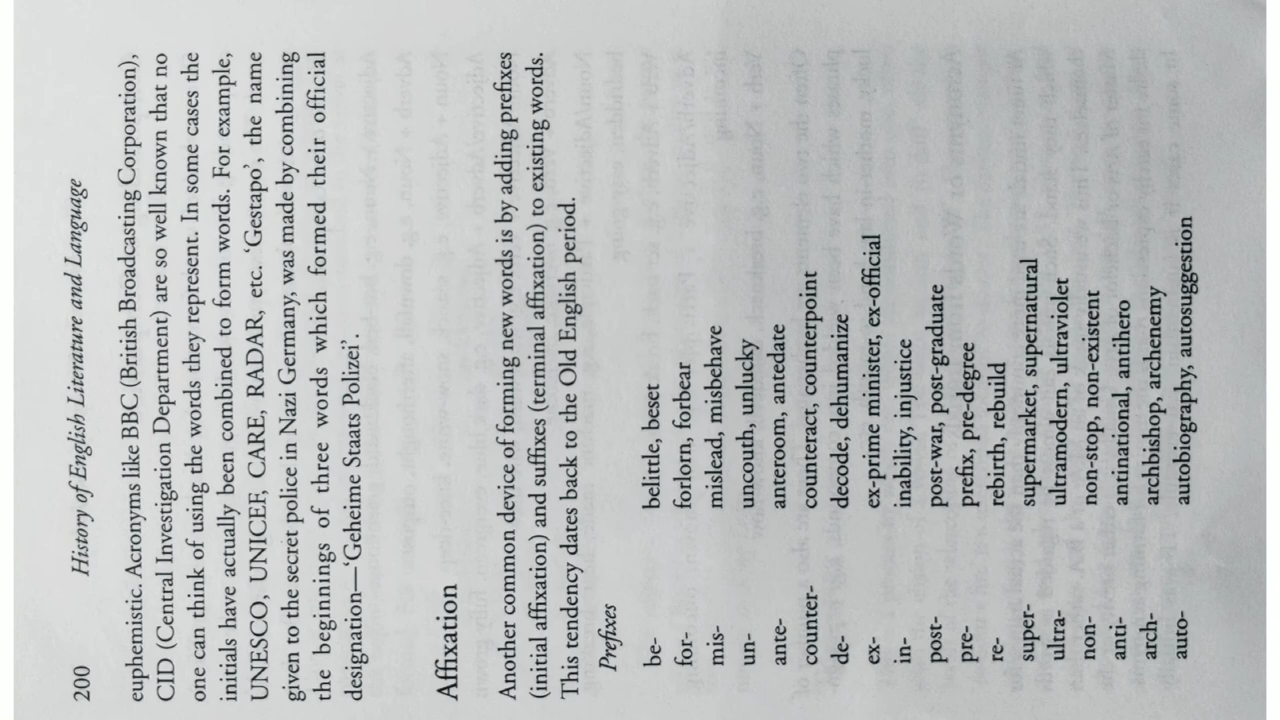 200 History of English Literature and Language
euphemistic. Acronyms like BBC (British Broadcasting Corporation),
CID (Central Investigation Department) are so well known that no
one can think of using the words they represent. In some cases the
initials have actually been combined to form words. For example,
UNESCO, UNICEF, CARE, RADAR, etc. ‘Gestapo’, the name
given to the secret police in Nazi Germany, was made by combining
the beginnings of three words which formed their official
designation—‘Geheime Staats Polizei’.
Affixation
Another common device of forming new words is by adding prefixes
(initial affixation) and suffixes (terminal affixation) to existing words.
This tendency dates back to the Old English period.
Prefixes
be- belittle, beset
for- forlorn, forbear
mis- mislead, misbehave
un- uncouth, unlucky
ante- anteroom, antedate
counter- counteract, counterpoint
de- decode, dehumanize
ex- ex-prime minister, ex-official
in- inability, injustice
post- post-war, post-graduate
pre- prefix, pre-degree
re- rebirth, rebuild
super- supermarket, supernatural
ultra- ultramodern, ultraviolet
non- non-stop, non-existent
anti- antinational, antihero
arch- archbishop, archenemy
auto- autobiography, autosuggestion